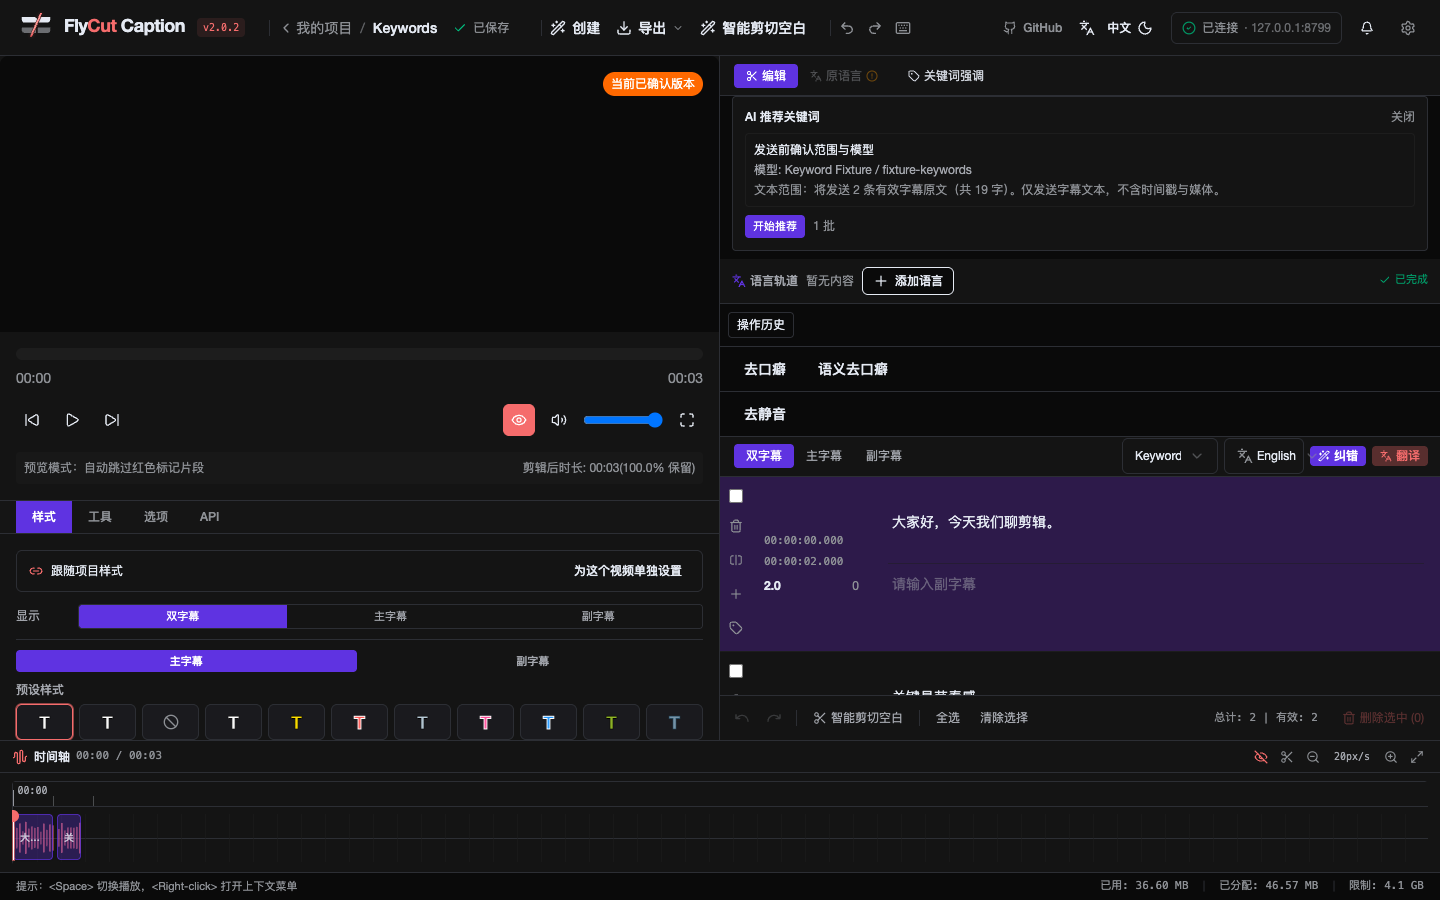 FlyCut Caption v2.0.2 我的项目 / Keywords 已保存 创建 导出 智能剪切空白 GitHub 中文 已连接 · 127.0.0.1:8799
当前已确认版本
00:00 00:03
预览模式：自动跳过红色标记片段 剪辑后时长: 00:03(100.0% 保留)
样式 工具 选项 API
跟随项目样式 为这个视频单独设置
显示 双字幕 主字幕 副字幕
主字幕 副字幕
预设样式
T T T T T T T T T T
编辑 原语言 关键词强调
AI 推荐关键词 关闭
发送前确认范围与模型
模型: Keyword Fixture / fixture-keywords
文本范围：将发送 2 条有效字幕原文（共 19 字）。仅发送字幕文本，不含时间戳与媒体。
开始推荐 1 批
语言轨道 暂无内容 添加语言 已完成
操作历史
去口癖 语义去口癖
去静音
双字幕 主字幕 副字幕 Keyword English 纠错 翻译
大家好，今天我们聊剪辑。
00:00:00.000
00:00:02.000
2.0 0 请输入副字幕
关键是节奏感
智能剪切空白 全选 清除选择 总计: 2 | 有效: 2 删除选中 (0)
时间轴 00:00 / 00:03 20px/s
00:00
大... 关
提示：<Space> 切换播放，<Right-click> 打开上下文菜单 已用: 36.60 MB 已分配: 46.57 MB 限制: 4.1 GB